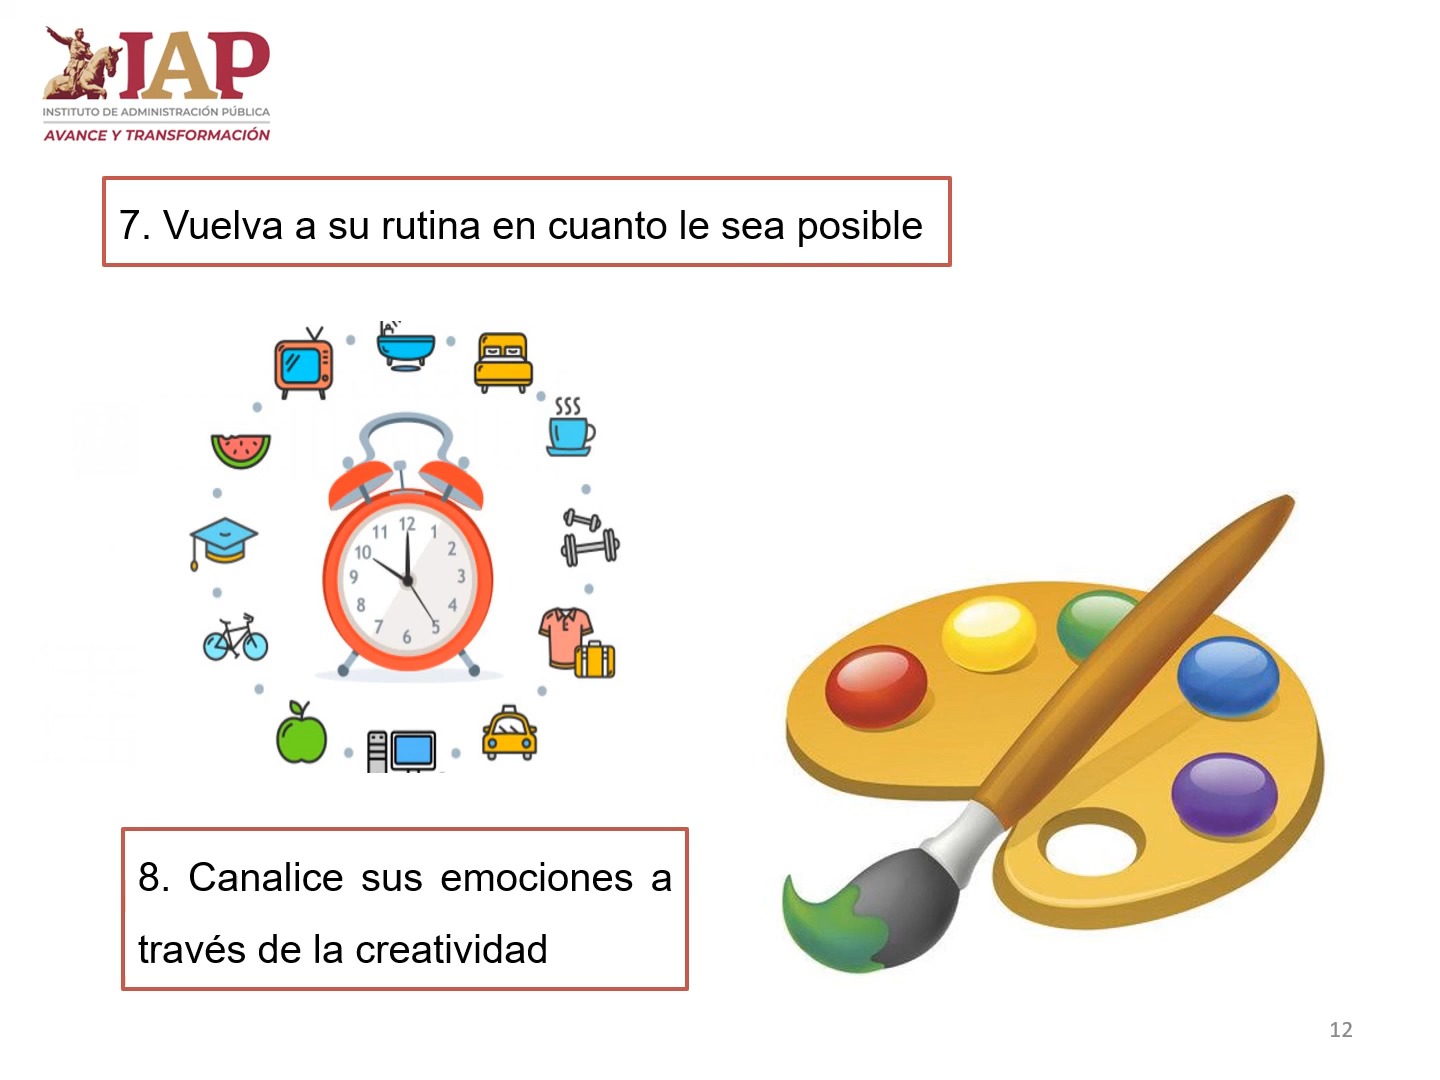 IAP
INSTITUTO DE ADMINISTRACIÓN PÚBLICA
AVANCE Y TRANSFORMACIÓN
7. Vuelva a su rutina en cuanto le sea posible
12
11
1
10
2
9
3
8
4
7
5
6
8. Canalice sus emociones a
través de la creatividad
12